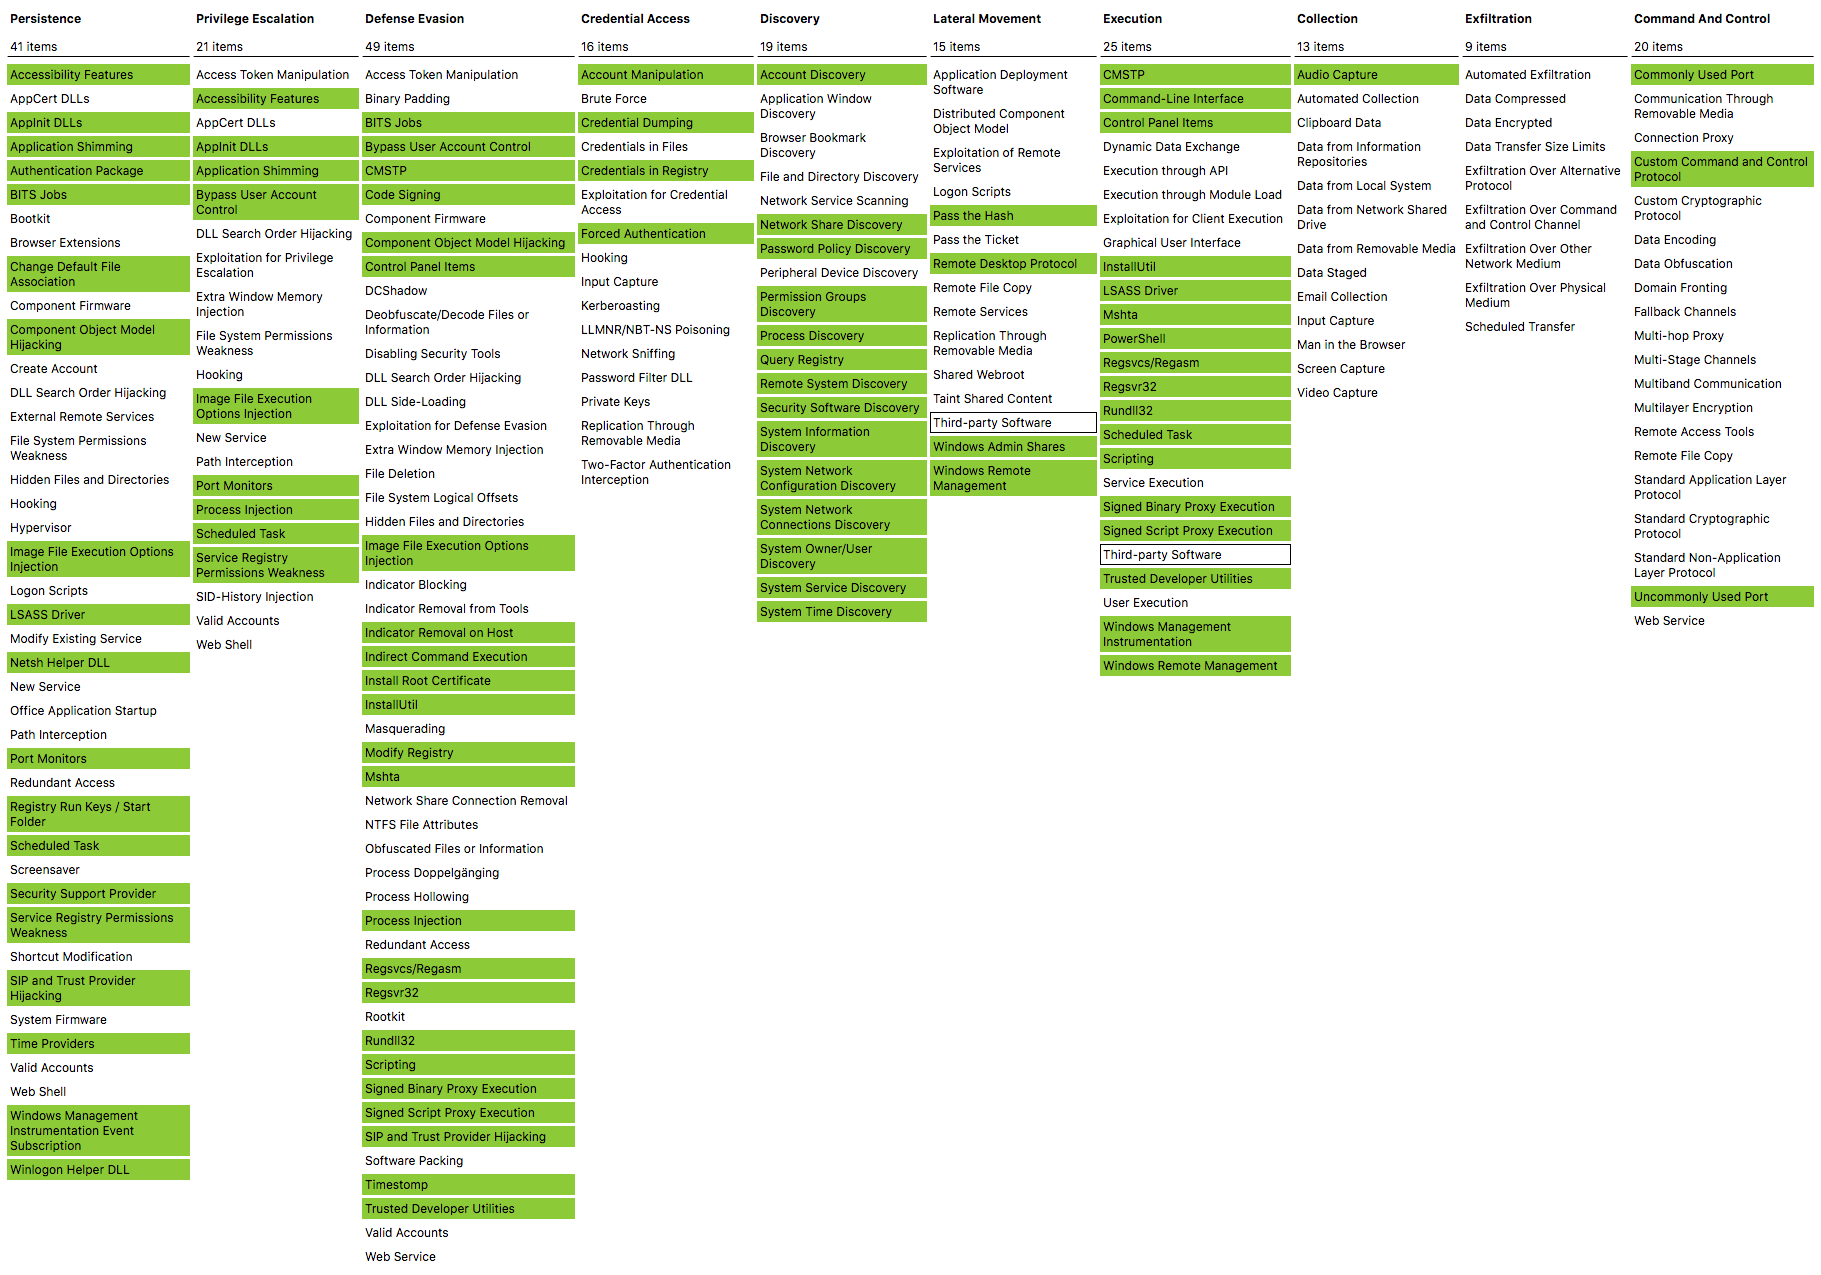 Persistence
41 items
Accessibility Features
AppCert DLLs
AppInit DLLs
Application Shimming
Authentication Package
BITS Jobs
Bootkit
Browser Extensions
Change Default File
Association
Component Firmware
Component Object Model
Hijacking
Create Account
DLL Search Order Hijacking
External Remote Services
File System Permissions
Weakness
Hidden Files and Directories
Hooking
Hypervisor
Image File Execution Options
Injection
Logon Scripts
LSASS Driver
Modify Existing Service
Netsh Helper DLL
New Service
Office Application Startup
Path Interception
Port Monitors
Redundant Access
Registry Run Keys / Start
Folder
Scheduled Task
Screensaver
Security Support Provider
Service Registry Permissions
Weakness
Shortcut Modification
SIP and Trust Provider
Hijacking
System Firmware
Time Providers
Valid Accounts
Web Shell
Windows Management
Instrumentation Event
Subscription
Winlogon Helper DLL
Privilege Escalation
21 items
Access Token Manipulation
Accessibility Features
AppCert DLLs
AppInit DLLs
Application Shimming
Bypass User Account
Control
DLL Search Order Hijacking
Exploitation for Privilege
Escalation
Extra Window Memory
Injection
File System Permissions
Weakness
Hooking
Image File Execution
Options Injection
New Service
Path Interception
Port Monitors
Process Injection
Scheduled Task
Service Registry
Permissions Weakness
SID-History Injection
Valid Accounts
Web Shell
Defense Evasion
49 items
Access Token Manipulation
Binary Padding
BITS Jobs
Bypass User Account Control
CMSTP
Code Signing
Component Firmware
Component Object Model Hijacking
Control Panel Items
DCShadow
Deobfuscate/Decode Files or
Information
Disabling Security Tools
DLL Search Order Hijacking
DLL Side-Loading
Exploitation for Defense Evasion
Extra Window Memory Injection
File Deletion
File System Logical Offsets
Hidden Files and Directories
Image File Execution Options
Injection
Indicator Blocking
Indicator Removal from Tools
Indicator Removal on Host
Indirect Command Execution
Install Root Certificate
InstallUtil
Masquerading
Modify Registry
Mshta
Network Share Connection Removal
NTFS File Attributes
Obfuscated Files or Information
Process Doppelgänging
Process Hollowing
Process Injection
Redundant Access
Regsvcs/Regasm
Regsvr32
Rootkit
Rundll32
Scripting
Signed Binary Proxy Execution
Signed Script Proxy Execution
SIP and Trust Provider Hijacking
Software Packing
Timestomp
Trusted Developer Utilities
Valid Accounts
Web Service
Credential Access
16 items
Account Manipulation
Brute Force
Credential Dumping
Credentials in Files
Credentials in Registry
Exploitation for Credential
Access
Forced Authentication
Hooking
Input Capture
Kerberoasting
LLMNR/NBT-NS Poisoning
Network Sniffing
Password Filter DLL
Private Keys
Replication Through
Removable Media
Two-Factor Authentication
Interception
Discovery
19 items
Account Discovery
Application Window
Discovery
Browser Bookmark
Discovery
File and Directory Discovery
Network Service Scanning
Network Share Discovery
Password Policy Discovery
Peripheral Device Discovery
Permission Groups
Discovery
Process Discovery
Query Registry
Remote System Discovery
Security Software Discovery
System Information
Discovery
System Network
Configuration Discovery
System Network
Connections Discovery
System Owner/User
Discovery
System Service Discovery
System Time Discovery
Lateral Movement
15 items
Application Deployment
Software
Distributed Component
Object Model
Exploitation of Remote
Services
Logon Scripts
Pass the Hash
Pass the Ticket
Remote Desktop Protocol
Remote File Copy
Remote Services
Replication Through
Removable Media
Shared Webroot
Taint Shared Content
Third-party Software
Windows Admin Shares
Windows Remote
Management
Execution
25 items
CMSTP
Command-Line Interface
Control Panel Items
Dynamic Data Exchange
Execution through API
Execution through Module Load
Exploitation for Client Execution
Graphical User Interface
InstallUtil
LSASS Driver
Mshta
PowerShell
Regsvcs/Regasm
Regsvr32
Rundll32
Scheduled Task
Scripting
Service Execution
Signed Binary Proxy Execution
Signed Script Proxy Execution
Third-party Software
Trusted Developer Utilities
User Execution
Windows Management
Instrumentation
Windows Remote Management
Collection
13 items
Audio Capture
Automated Collection
Clipboard Data
Data from Information
Repositories
Data from Local System
Data from Network Shared
Drive
Data from Removable Media
Data Staged
Email Collection
Input Capture
Man in the Browser
Screen Capture
Video Capture
Exfiltration
9 items
Automated Exfiltration
Data Compressed
Data Encrypted
Data Transfer Size Limits
Exfiltration Over Alternative
Protocol
Exfiltration Over Command
and Control Channel
Exfiltration Over Other
Network Medium
Exfiltration Over Physical
Medium
Scheduled Transfer
Command And Control
20 items
Commonly Used Port
Communication Through
Removable Media
Connection Proxy
Custom Command and Control
Protocol
Custom Cryptographic
Protocol
Data Encoding
Data Obfuscation
Domain Fronting
Fallback Channels
Multi-hop Proxy
Multi-Stage Channels
Multiband Communication
Multilayer Encryption
Remote Access Tools
Remote File Copy
Standard Application Layer
Protocol
Standard Cryptographic
Protocol
Standard Non-Application
Layer Protocol
Uncommonly Used Port
Web Service